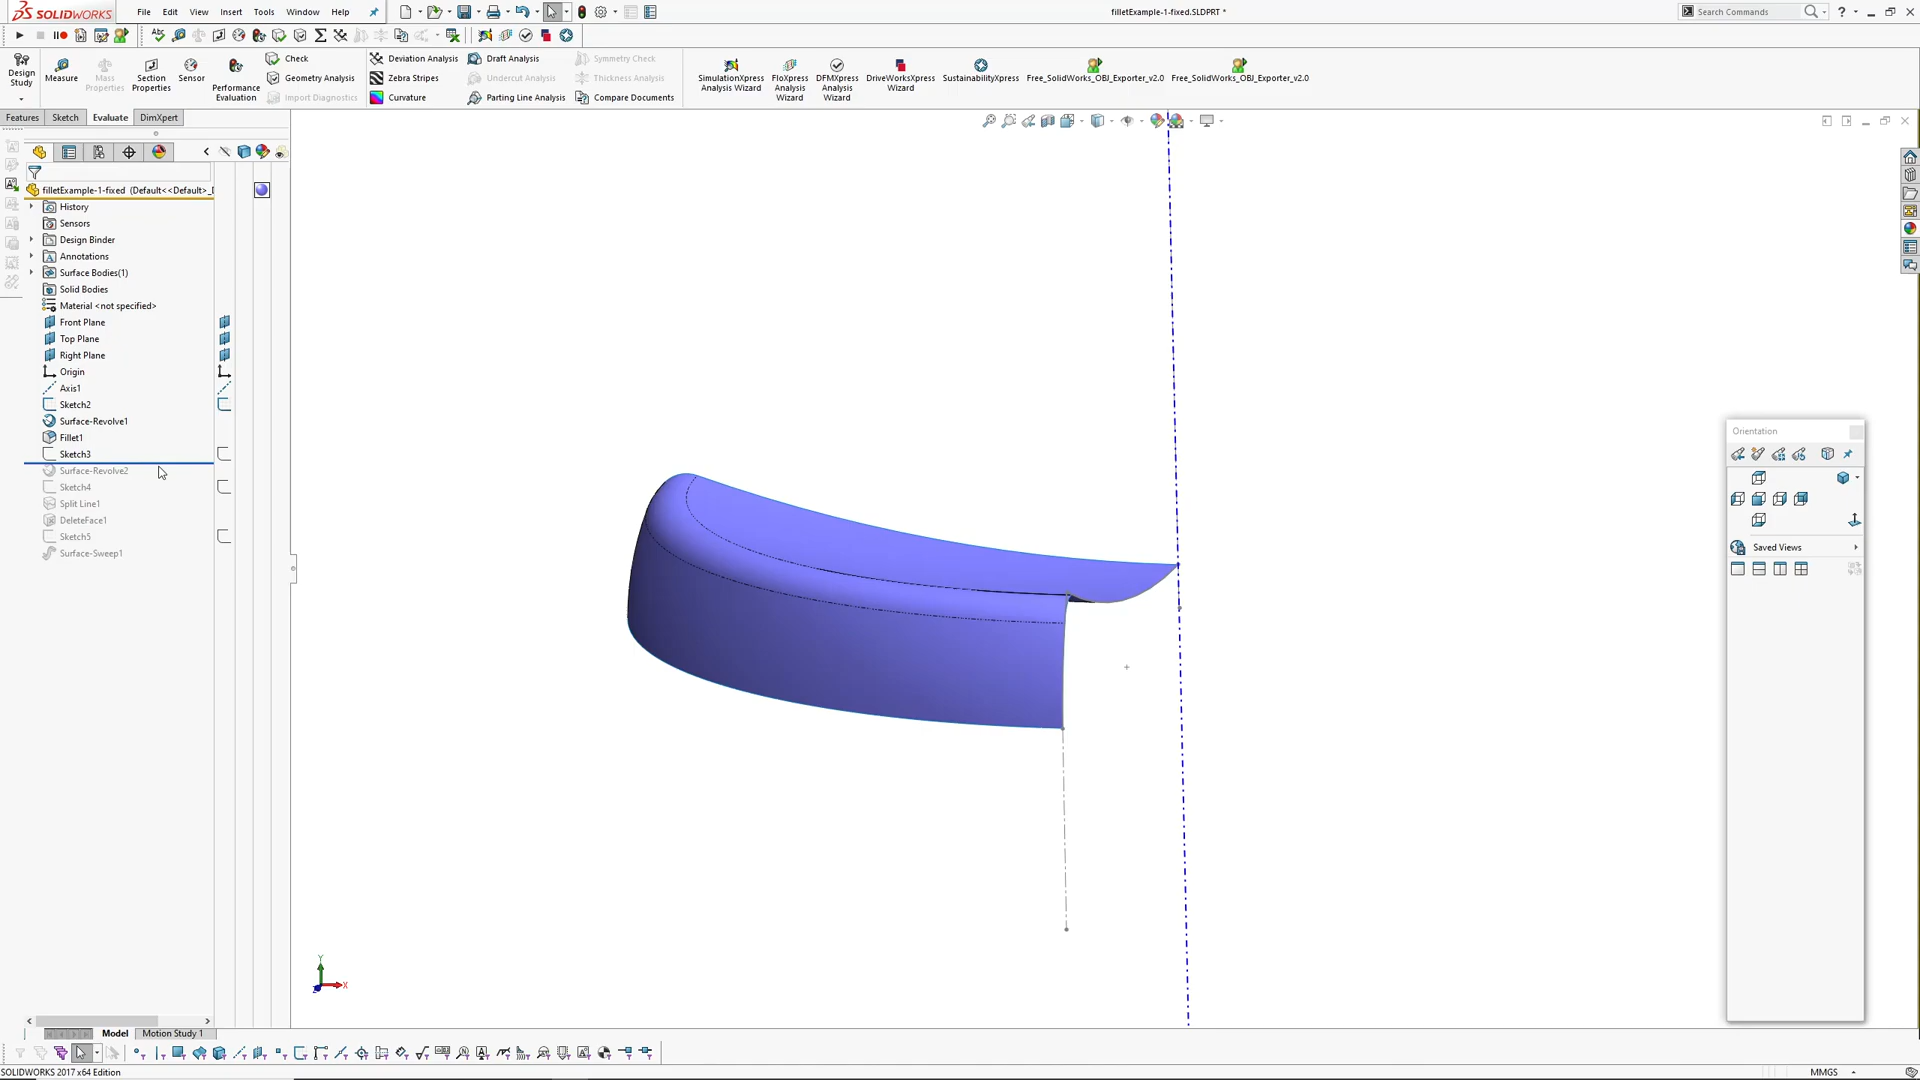 SOLIDWORKS File Edit View Insert Tools Window Help
filletExample-1-fixed.SLDPRT *
Search Commands
Design Study
Measure
Mass Properties
Section Properties
Sensor
Performance Evaluation
Check
Geometry Analysis
Import Diagnostics
Deviation Analysis
Zebra Stripes
Curvature
Draft Analysis
Undercut Analysis
Parting Line Analysis
Symmetry Check
Thickness Analysis
Compare Documents
SimulationXpress Analysis Wizard
FloXpress Analysis Wizard
DFMXpress Analysis Wizard
DriveWorksXpress Wizard
SustainabilityXpress
Free_SolidWorks_OBJ_Exporter_v2.0
Free_SolidWorks_OBJ_Exporter_v2.0
Features Sketch Evaluate DimXpert
filletExample-1-fixed (Default<<Default>_
History
Sensors
Design Binder
Annotations
Surface Bodies(1)
Solid Bodies
Material <not specified>
Front Plane
Top Plane
Right Plane
Origin
Axis1
Sketch2
Surface-Revolve1
Fillet1
Sketch3
Surface-Revolve2
Sketch4
Split Line1
DeleteFace1
Sketch5
Surface-Sweep1
Orientation
Saved Views
Y
X
Z
Model Motion Study 1
SOLIDWORKS 2017 x64 Edition
MMGS